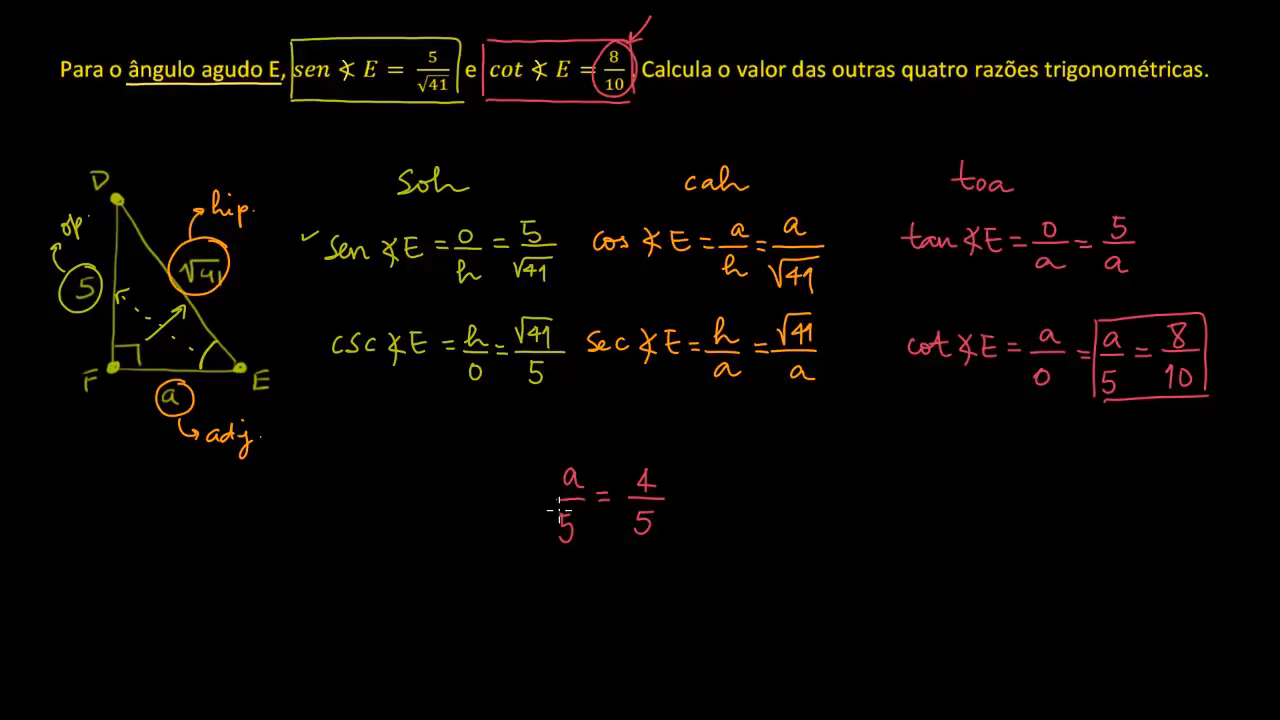 Para o ângulo agudo E, sen ∢ E = 5/√41 e cot ∢ E = 8/10. Calcula o valor das outras quatro razões trigonométricas.
soh cah toa
D
hip.
op.
5
√41
F
E
a
adj.
sen ∢E = o/h = 5/√41
cos ∢E = a/h = a/√41
tan ∢E = o/a = 5/a
csc ∢E = h/o = √41/5
sec ∢E = h/a = √41/a
cot ∢E = a/o = a/5 = 8/10
a/5 = 4/5